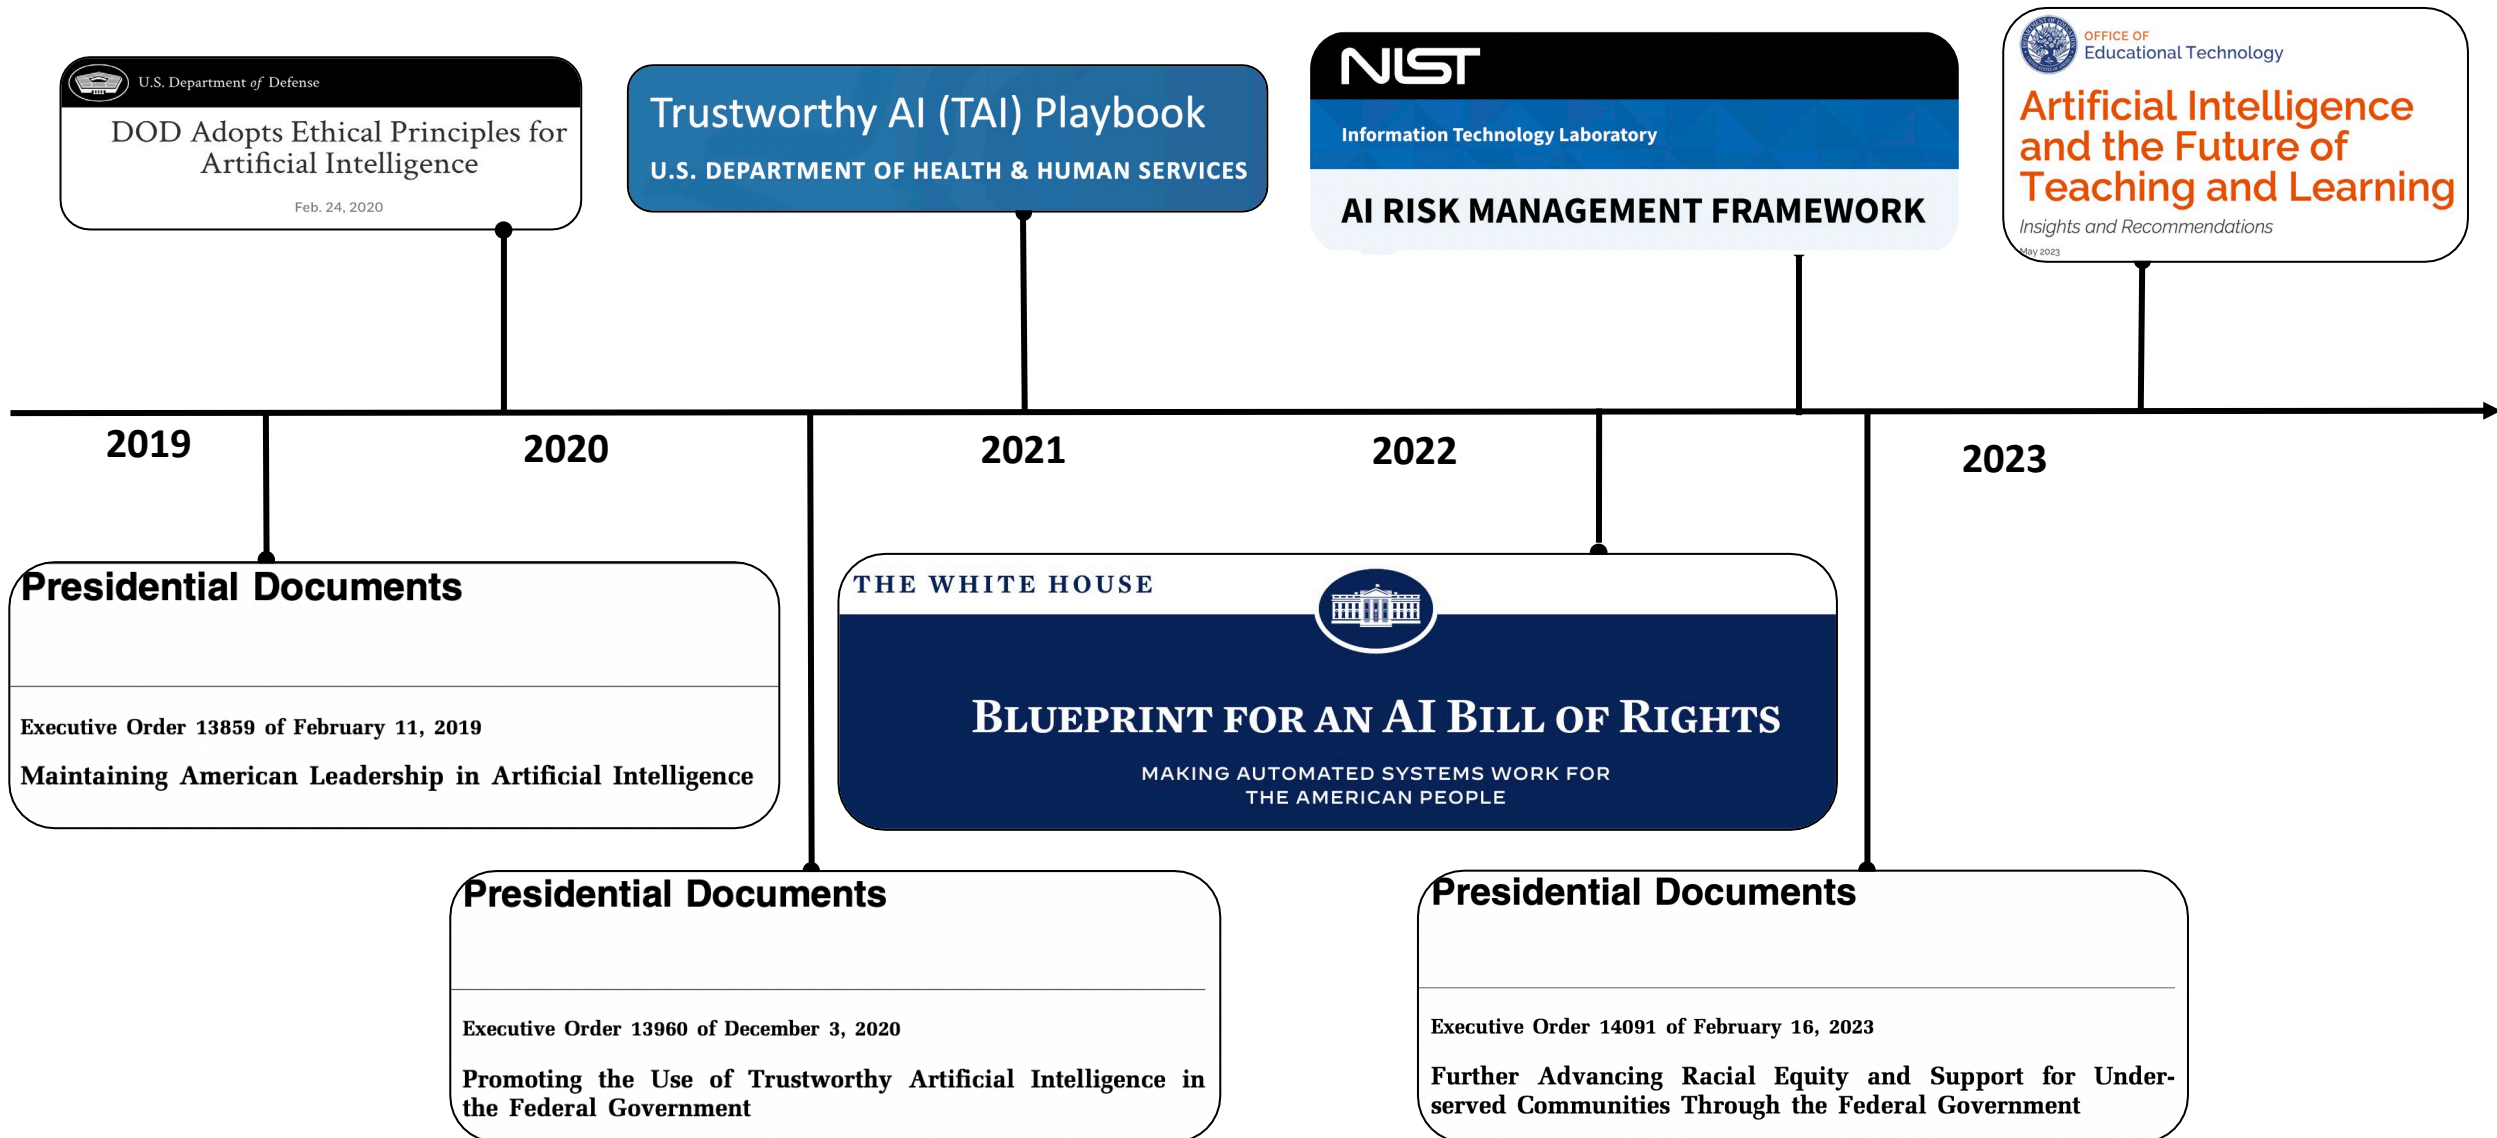 U.S. Department of Defense
DOD Adopts Ethical Principles for
Artificial Intelligence
Feb. 24, 2020
Trustworthy AI (TAI) Playbook
U.S. DEPARTMENT OF HEALTH & HUMAN SERVICES
NIST
Information Technology Laboratory
AI RISK MANAGEMENT FRAMEWORK
OFFICE OF
Educational Technology
Artificial Intelligence
and the Future of
Teaching and Learning
Insights and Recommendations
May 2023
2019
2020
2021
2022
2023
Presidential Documents
Executive Order 13859 of February 11, 2019
Maintaining American Leadership in Artificial Intelligence
THE WHITE HOUSE
BLUEPRINT FOR AN AI BILL OF RIGHTS
MAKING AUTOMATED SYSTEMS WORK FOR
THE AMERICAN PEOPLE
Presidential Documents
Executive Order 13960 of December 3, 2020
Promoting the Use of Trustworthy Artificial Intelligence in
the Federal Government
Presidential Documents
Executive Order 14091 of February 16, 2023
Further Advancing Racial Equity and Support for Under-
served Communities Through the Federal Government